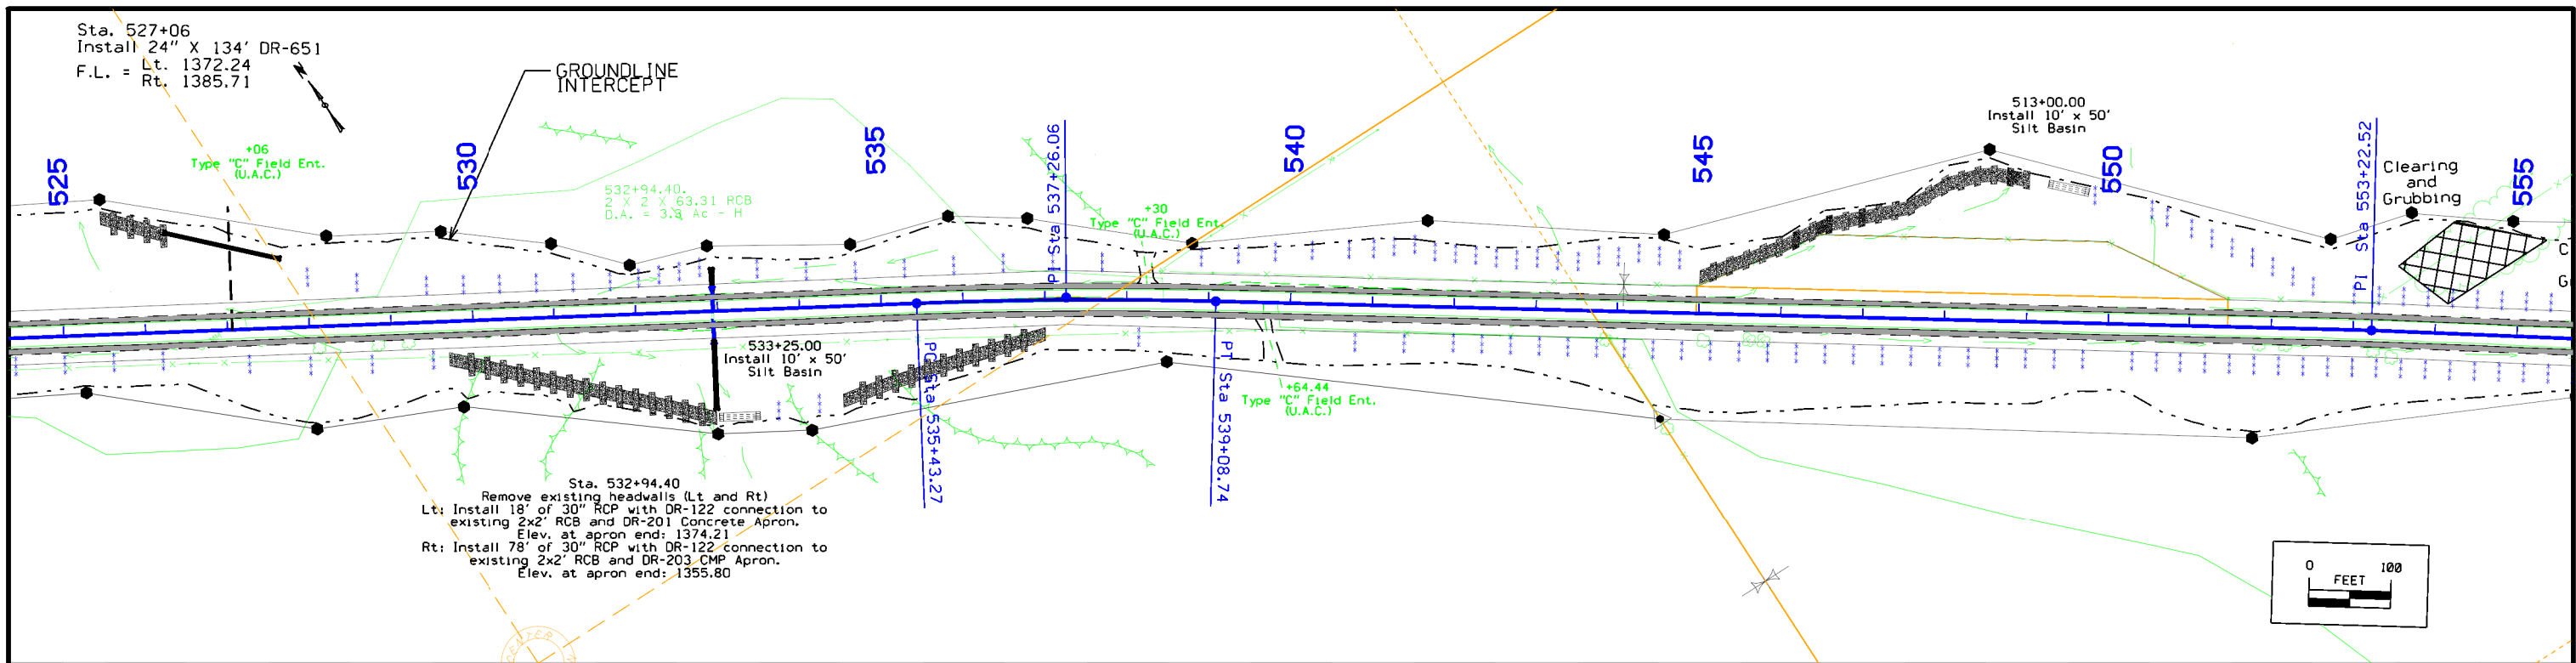 Sta. 527+06
Install 24" X 134' DR-651
F.L. = Lt. 1372.24
Rt. 1385.71
GROUNDLINE
INTERCEPT
+06
Type "C" Field Ent.
(U.A.C.)
525
530
535
540
545
550
555
532+94.40.
2 X 2 X 63.31 RCB
D.A. = 3.3 Ac - H
PI Sta 537+26.06
+30
Type "C" Field Ent.
(U.A.C.)
513+00.00
Install 10' x 50'
Silt Basin
PI Sta 553+22.52
Clearing
and
Grubbing
C
G
533+25.00
Install 10' x 50'
Silt Basin
PC Sta 535+43.27
PT Sta 539+08.74
+64.44
Type "C" Field Ent.
(U.A.C.)
Sta. 532+94.40
Remove existing headwalls (Lt and Rt)
Lt: Install 18' of 30" RCP with DR-122 connection to
existing 2x2' RCB and DR-201 Concrete Apron.
Elev. at apron end: 1374.21
Rt: Install 78' of 30" RCP with DR-122 connection to
existing 2x2' RCB and DR-203 CMP Apron.
Elev. at apron end: 1355.80
CENTER
0 100
FEET